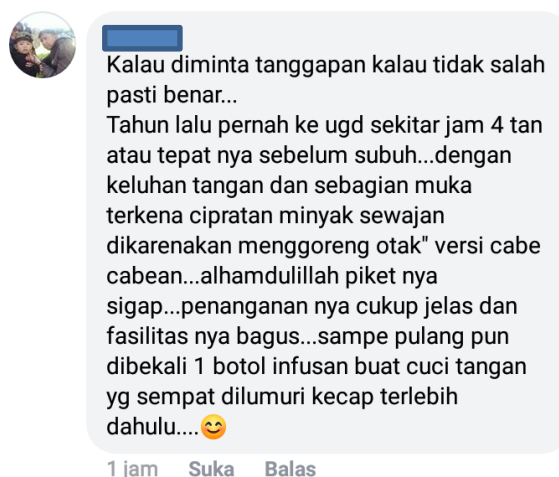 Kalau diminta tanggapan kalau tidak salah
pasti benar...
Tahun lalu pernah ke ugd sekitar jam 4 tan
atau tepat nya sebelum subuh...dengan
keluhan tangan dan sebagian muka
terkena cipratan minyak sewajan
dikarenakan menggoreng otak" versi cabe
cabean...alhamdulillah piket nya
sigap...penanganan nya cukup jelas dan
fasilitas nya bagus...sampe pulang pun
dibekali 1 botol infusan buat cuci tangan
yg sempat dilumuri kecap terlebih
dahulu....😊
1 jam Suka Balas